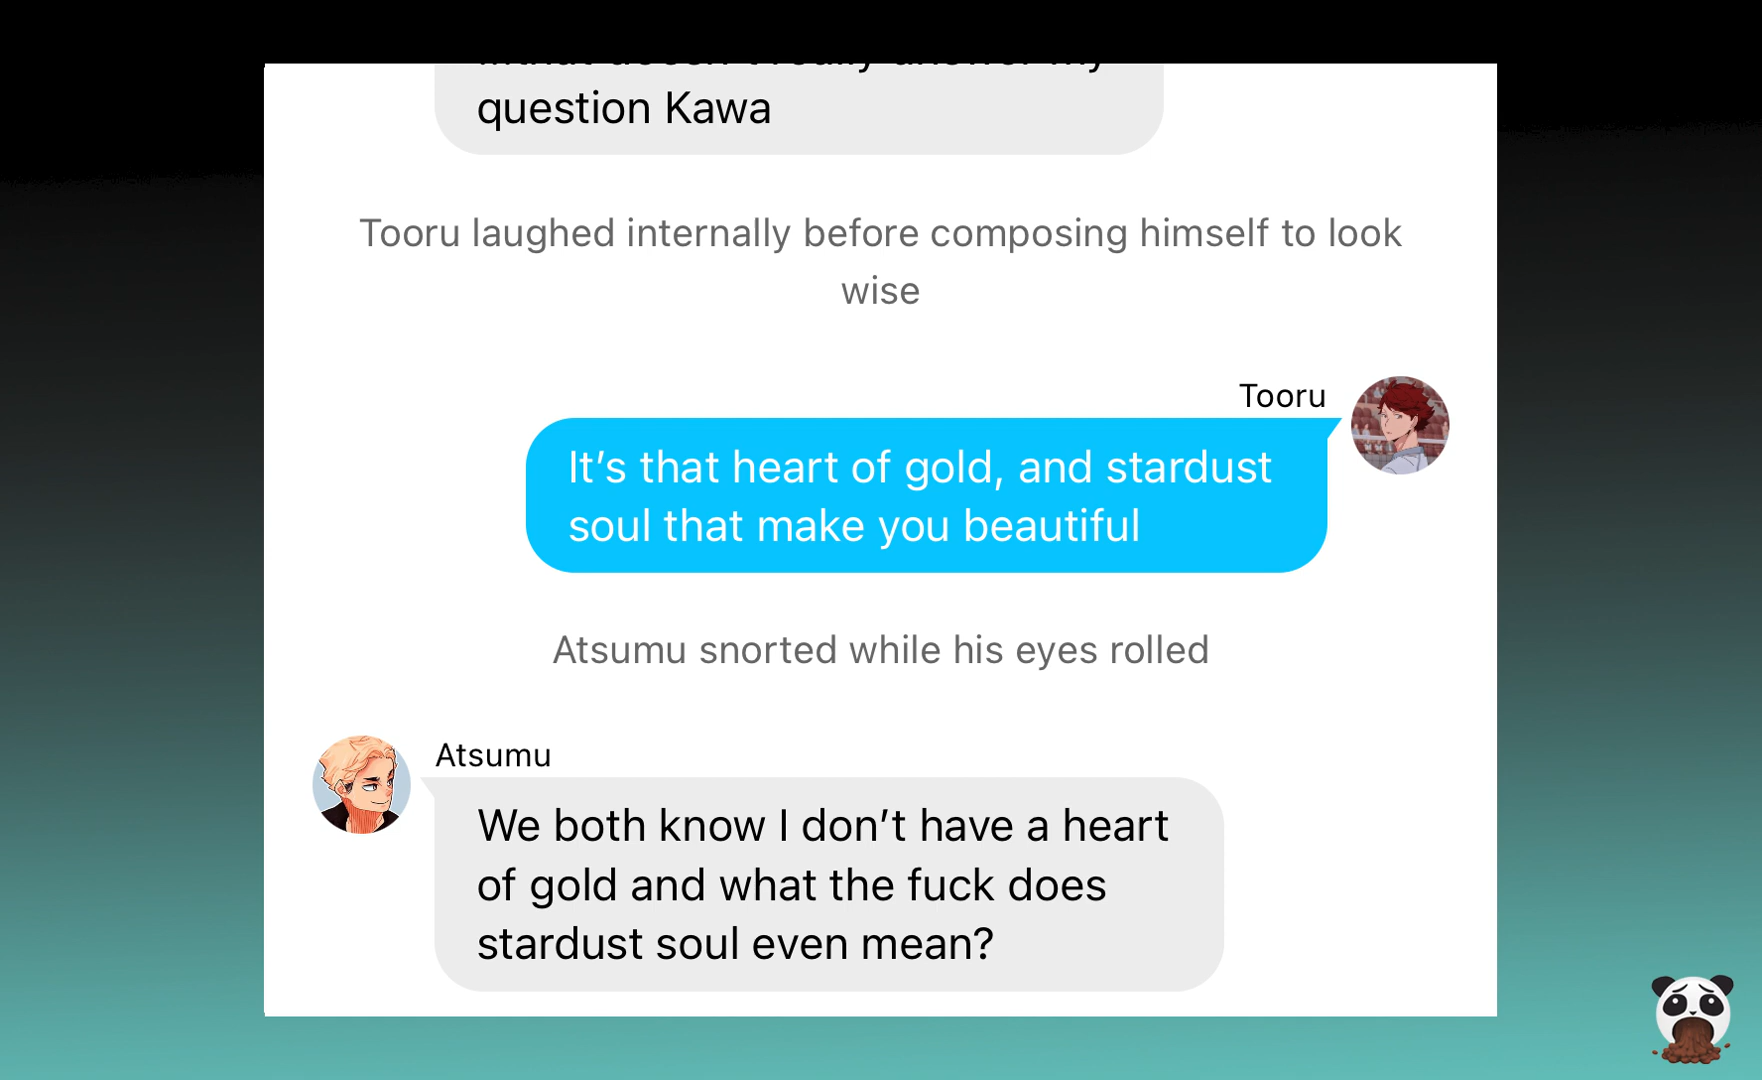 question Kawa
Tooru laughed internally before composing himself to look
wise
Tooru
It’s that heart of gold, and stardust
soul that make you beautiful
Atsumu snorted while his eyes rolled
Atsumu
We both know I don’t have a heart
of gold and what the fuck does
stardust soul even mean?